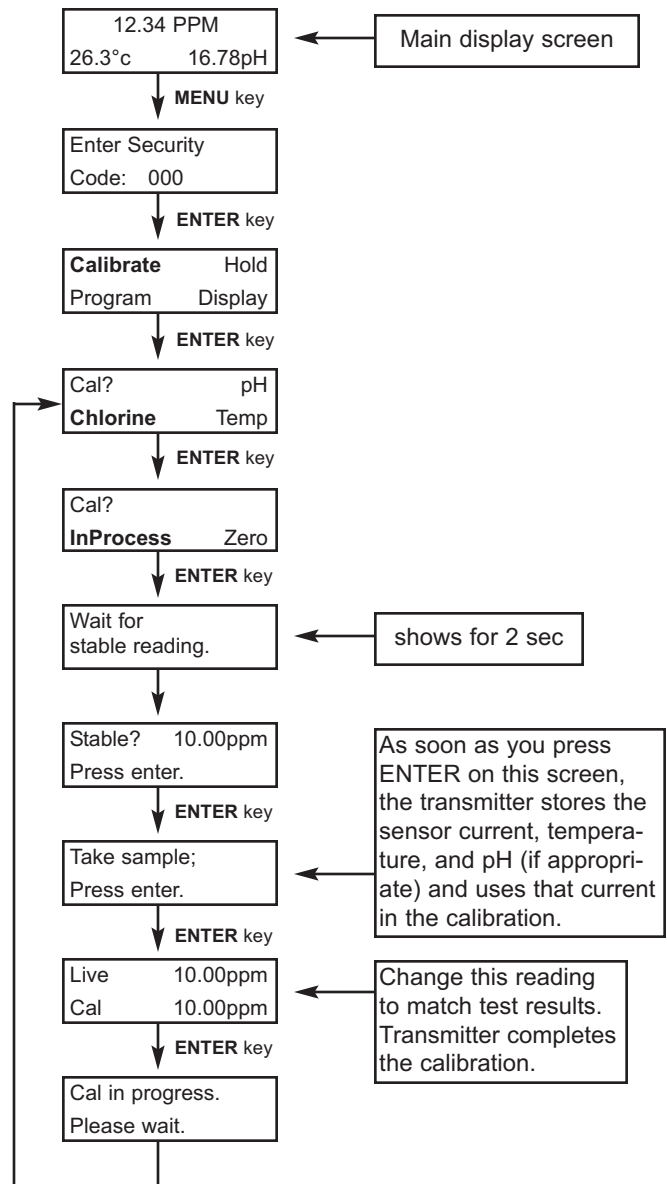 12.34 PPM
26.3°c 16.78pH
Main display screen
MENU key
Enter Security
Code: 000
ENTER key
Calibrate Hold
Program Display
ENTER key
Cal? pH
Chlorine Temp
ENTER key
Cal?
InProcess Zero
ENTER key
Wait for
stable reading.
shows for 2 sec
Stable? 10.00ppm
Press enter.
ENTER key
Take sample;
Press enter.
As soon as you press
ENTER on this screen,
the transmitter stores the
sensor current, tempera-
ture, and pH (if appropri-
ate) and uses that current
in the calibration.
ENTER key
Live 10.00ppm
Cal 10.00ppm
Change this reading
to match test results.
Transmitter completes
the calibration.
ENTER key
Cal in progress.
Please wait.